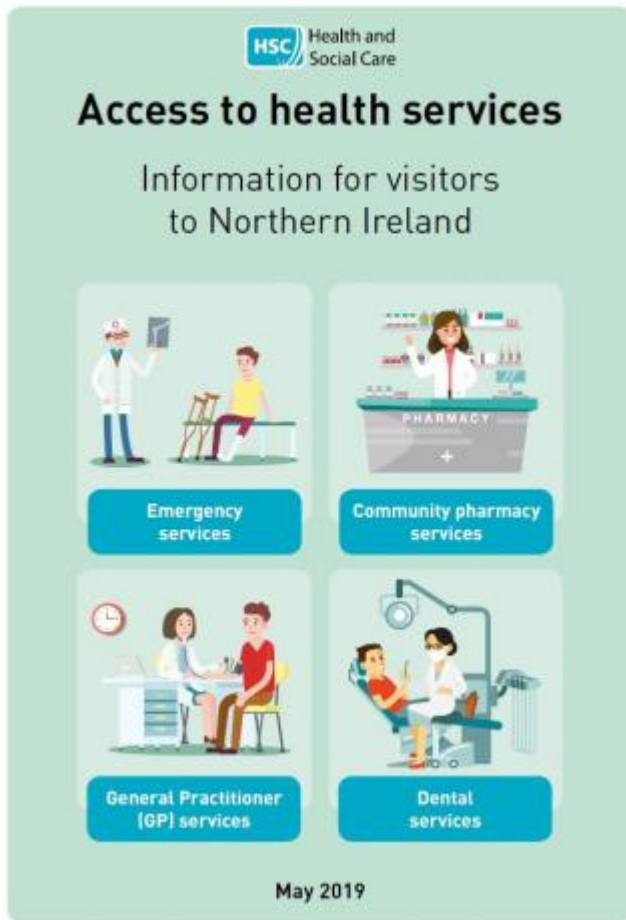 HSC Health and
Social Care
Access to health services
Information for visitors
to Northern Ireland
PHARMACY
Emergency
services
Community pharmacy
services
General Practitioner
(GP) services
Dental
services
May 2019